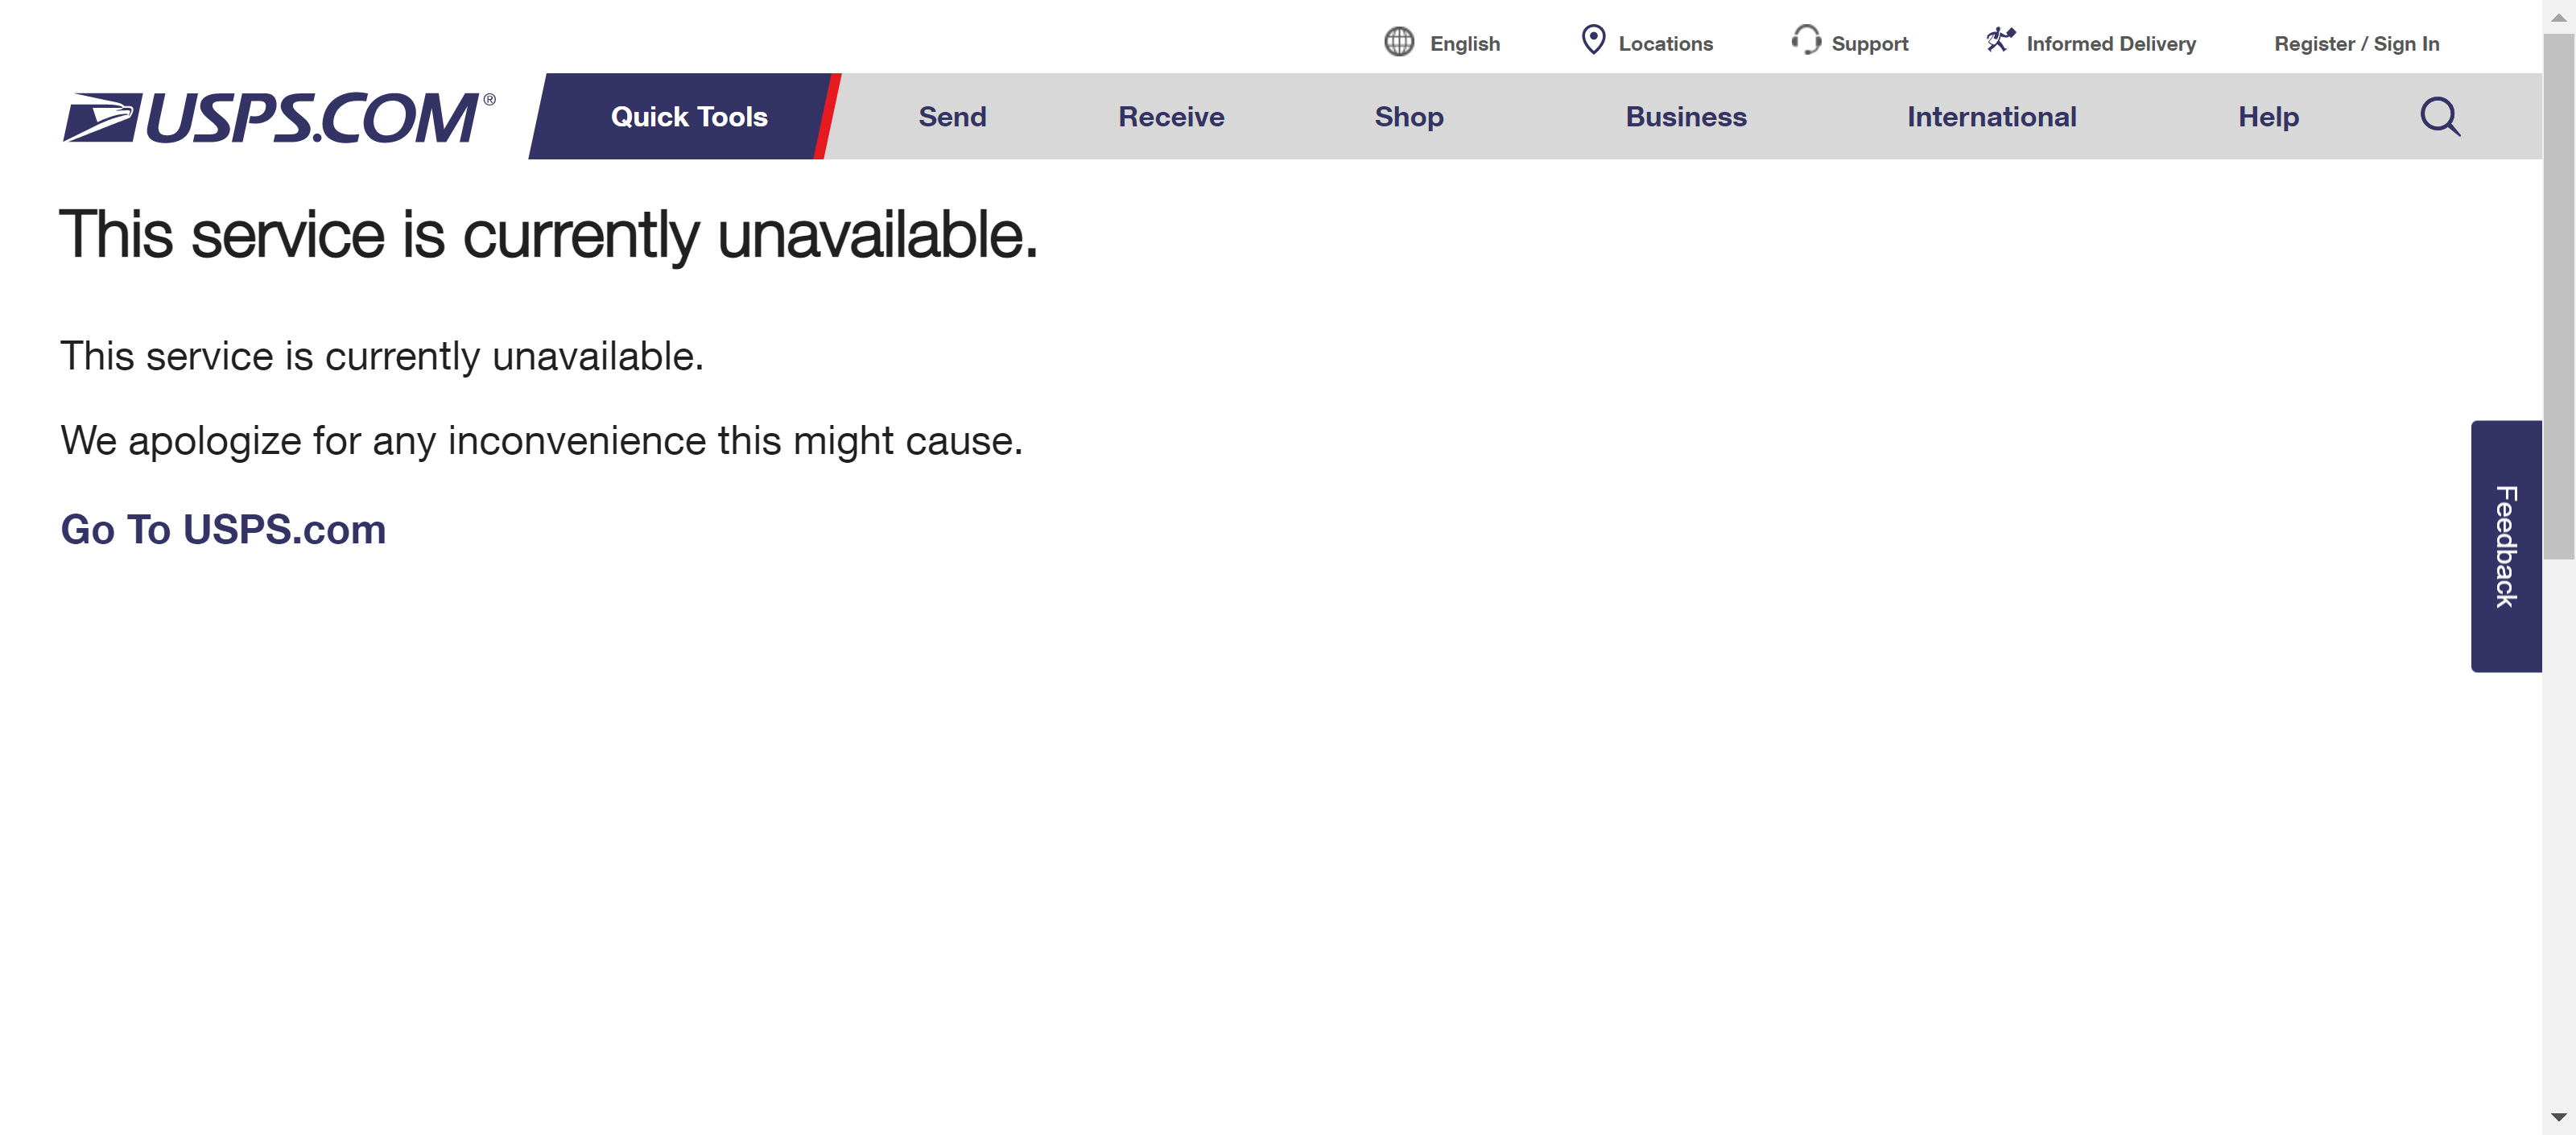 English
Locations
Support
Informed Delivery
Register / Sign In
USPS.COM®
Quick Tools
Send
Receive
Shop
Business
International
Help
This service is currently unavailable.
This service is currently unavailable.
We apologize for any inconvenience this might cause.
Go To USPS.com
Feedback